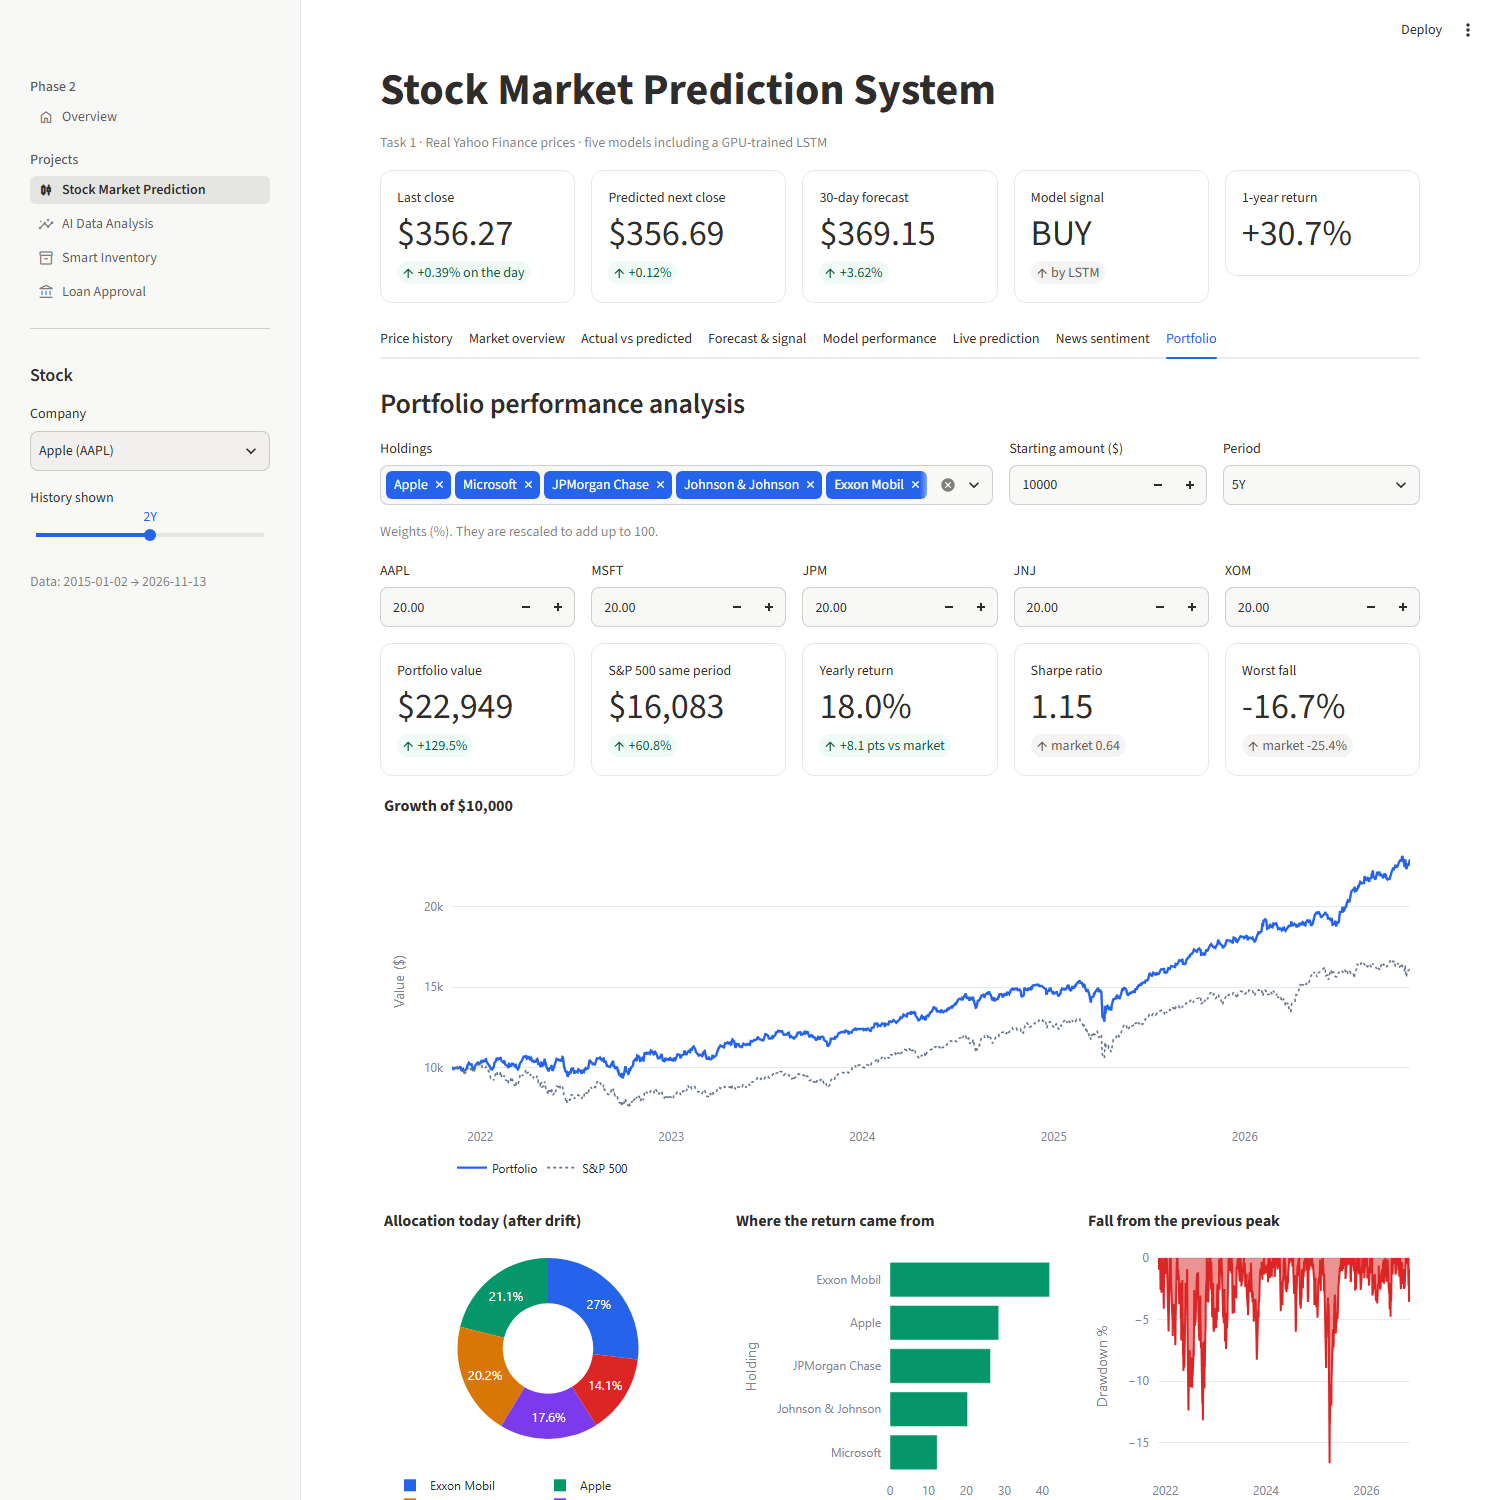 Deploy
Phase 2
Overview
Projects
Stock Market Prediction
AI Data Analysis
Smart Inventory
Loan Approval
Stock
Company
Apple (AAPL)
History shown
2Y
Data: 2015-01-02 → 2026-11-13
Stock Market Prediction System
Task 1 · Real Yahoo Finance prices · five models including a GPU-trained LSTM
Last close
$356.27
↑ +0.39% on the day
Predicted next close
$356.69
↑ +0.12%
30-day forecast
$369.15
↑ +3.62%
Model signal
BUY
↑ by LSTM
1-year return
+30.7%
Price history Market overview Actual vs predicted Forecast & signal Model performance Live prediction News sentiment Portfolio
Portfolio performance analysis
Holdings
Apple × Microsoft × JPMorgan Chase × Johnson & Johnson × Exxon Mobil ×
Starting amount ($)
10000 − +
Period
5Y
Weights (%). They are rescaled to add up to 100.
AAPL MSFT JPM JNJ XOM
20.00 − + 20.00 − + 20.00 − + 20.00 − + 20.00 − +
Portfolio value
$22,949
↑ +129.5%
S&P 500 same period
$16,083
↑ +60.8%
Yearly return
18.0%
↑ +8.1 pts vs market
Sharpe ratio
1.15
↑ market 0.64
Worst fall
-16.7%
↑ market -25.4%
Growth of $10,000
Value ($)
20k
15k
10k
2022 2023 2024 2025 2026
Portfolio S&P 500
Allocation today (after drift)
27%
21.1%
14.1%
20.2%
17.6%
Exxon Mobil Apple
Where the return came from
Holding
Exxon Mobil
Apple
JPMorgan Chase
Johnson & Johnson
Microsoft
0 10 20 30 40
Fall from the previous peak
Drawdown %
0
−5
−10
−15
2022 2024 2026